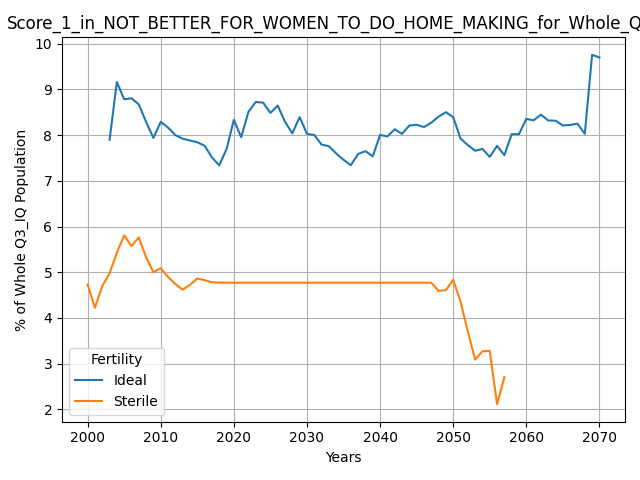 Score_1_in_NOT_BETTER_FOR_WOMEN_TO_DO_HOME_MAKING_for_Whole_Q
10
9
8
7
6
5
4
3
2
% of Whole Q3_IQ Population
Fertility
Ideal
Sterile
2000 2010 2020 2030 2040 2050 2060 2070
Years